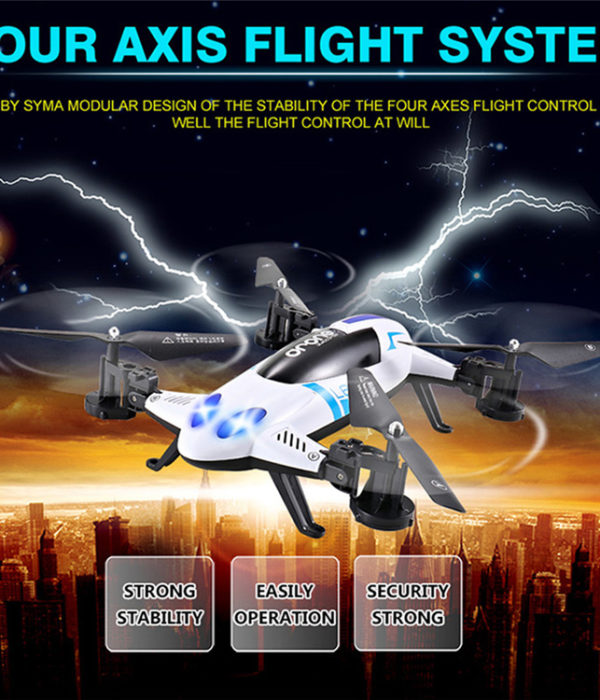 OUR AXIS FLIGHT SYSTE
BY SYMA MODULAR DESIGN OF THE STABILITY OF THE FOUR AXES FLIGHT CONTROL
WELL THE FLIGHT CONTROL AT WILL
STRONG
STABILITY
EASILY
OPERATION
SECURITY
STRONG